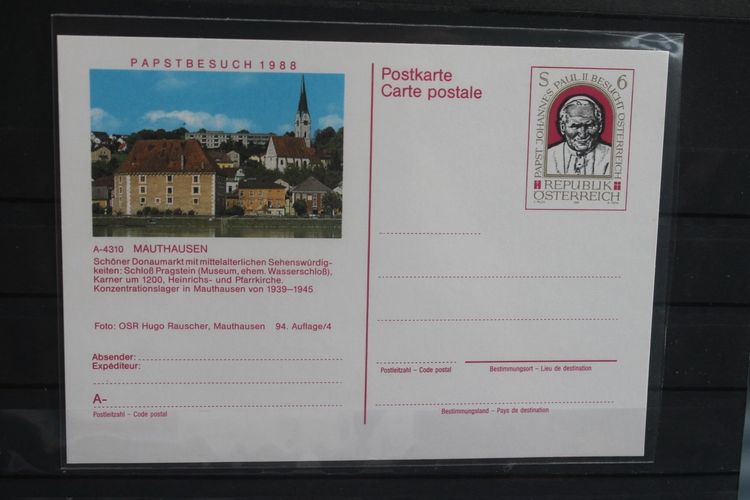 PAPSTBESUCH 1988
A-4310 MAUTHAUSEN
Schöner Donaumarkt mit mittelalterlichen Sehenswürdig-
keiten: Schloß Pragstein (Museum, ehem. Wasserschloß),
Karner um 1200, Heinrichs- und Pfarrkirche.
Konzentrationslager in Mauthausen von 1939–1945
Foto: OSR Hugo Rauscher, Mauthausen 94. Auflage/4
Absender:
Expéditeur:
A-
Postleitzahl – Code postal
Postkarte
Carte postale
S 6
PAPST JOHANNES PAUL II BESUCHT ÖSTERREICH
REPUBLIK
ÖSTERREICH
Postleitzahl – Code postal
Bestimmungsort – Lieu de destination
Bestimmungsland – Pays de destination